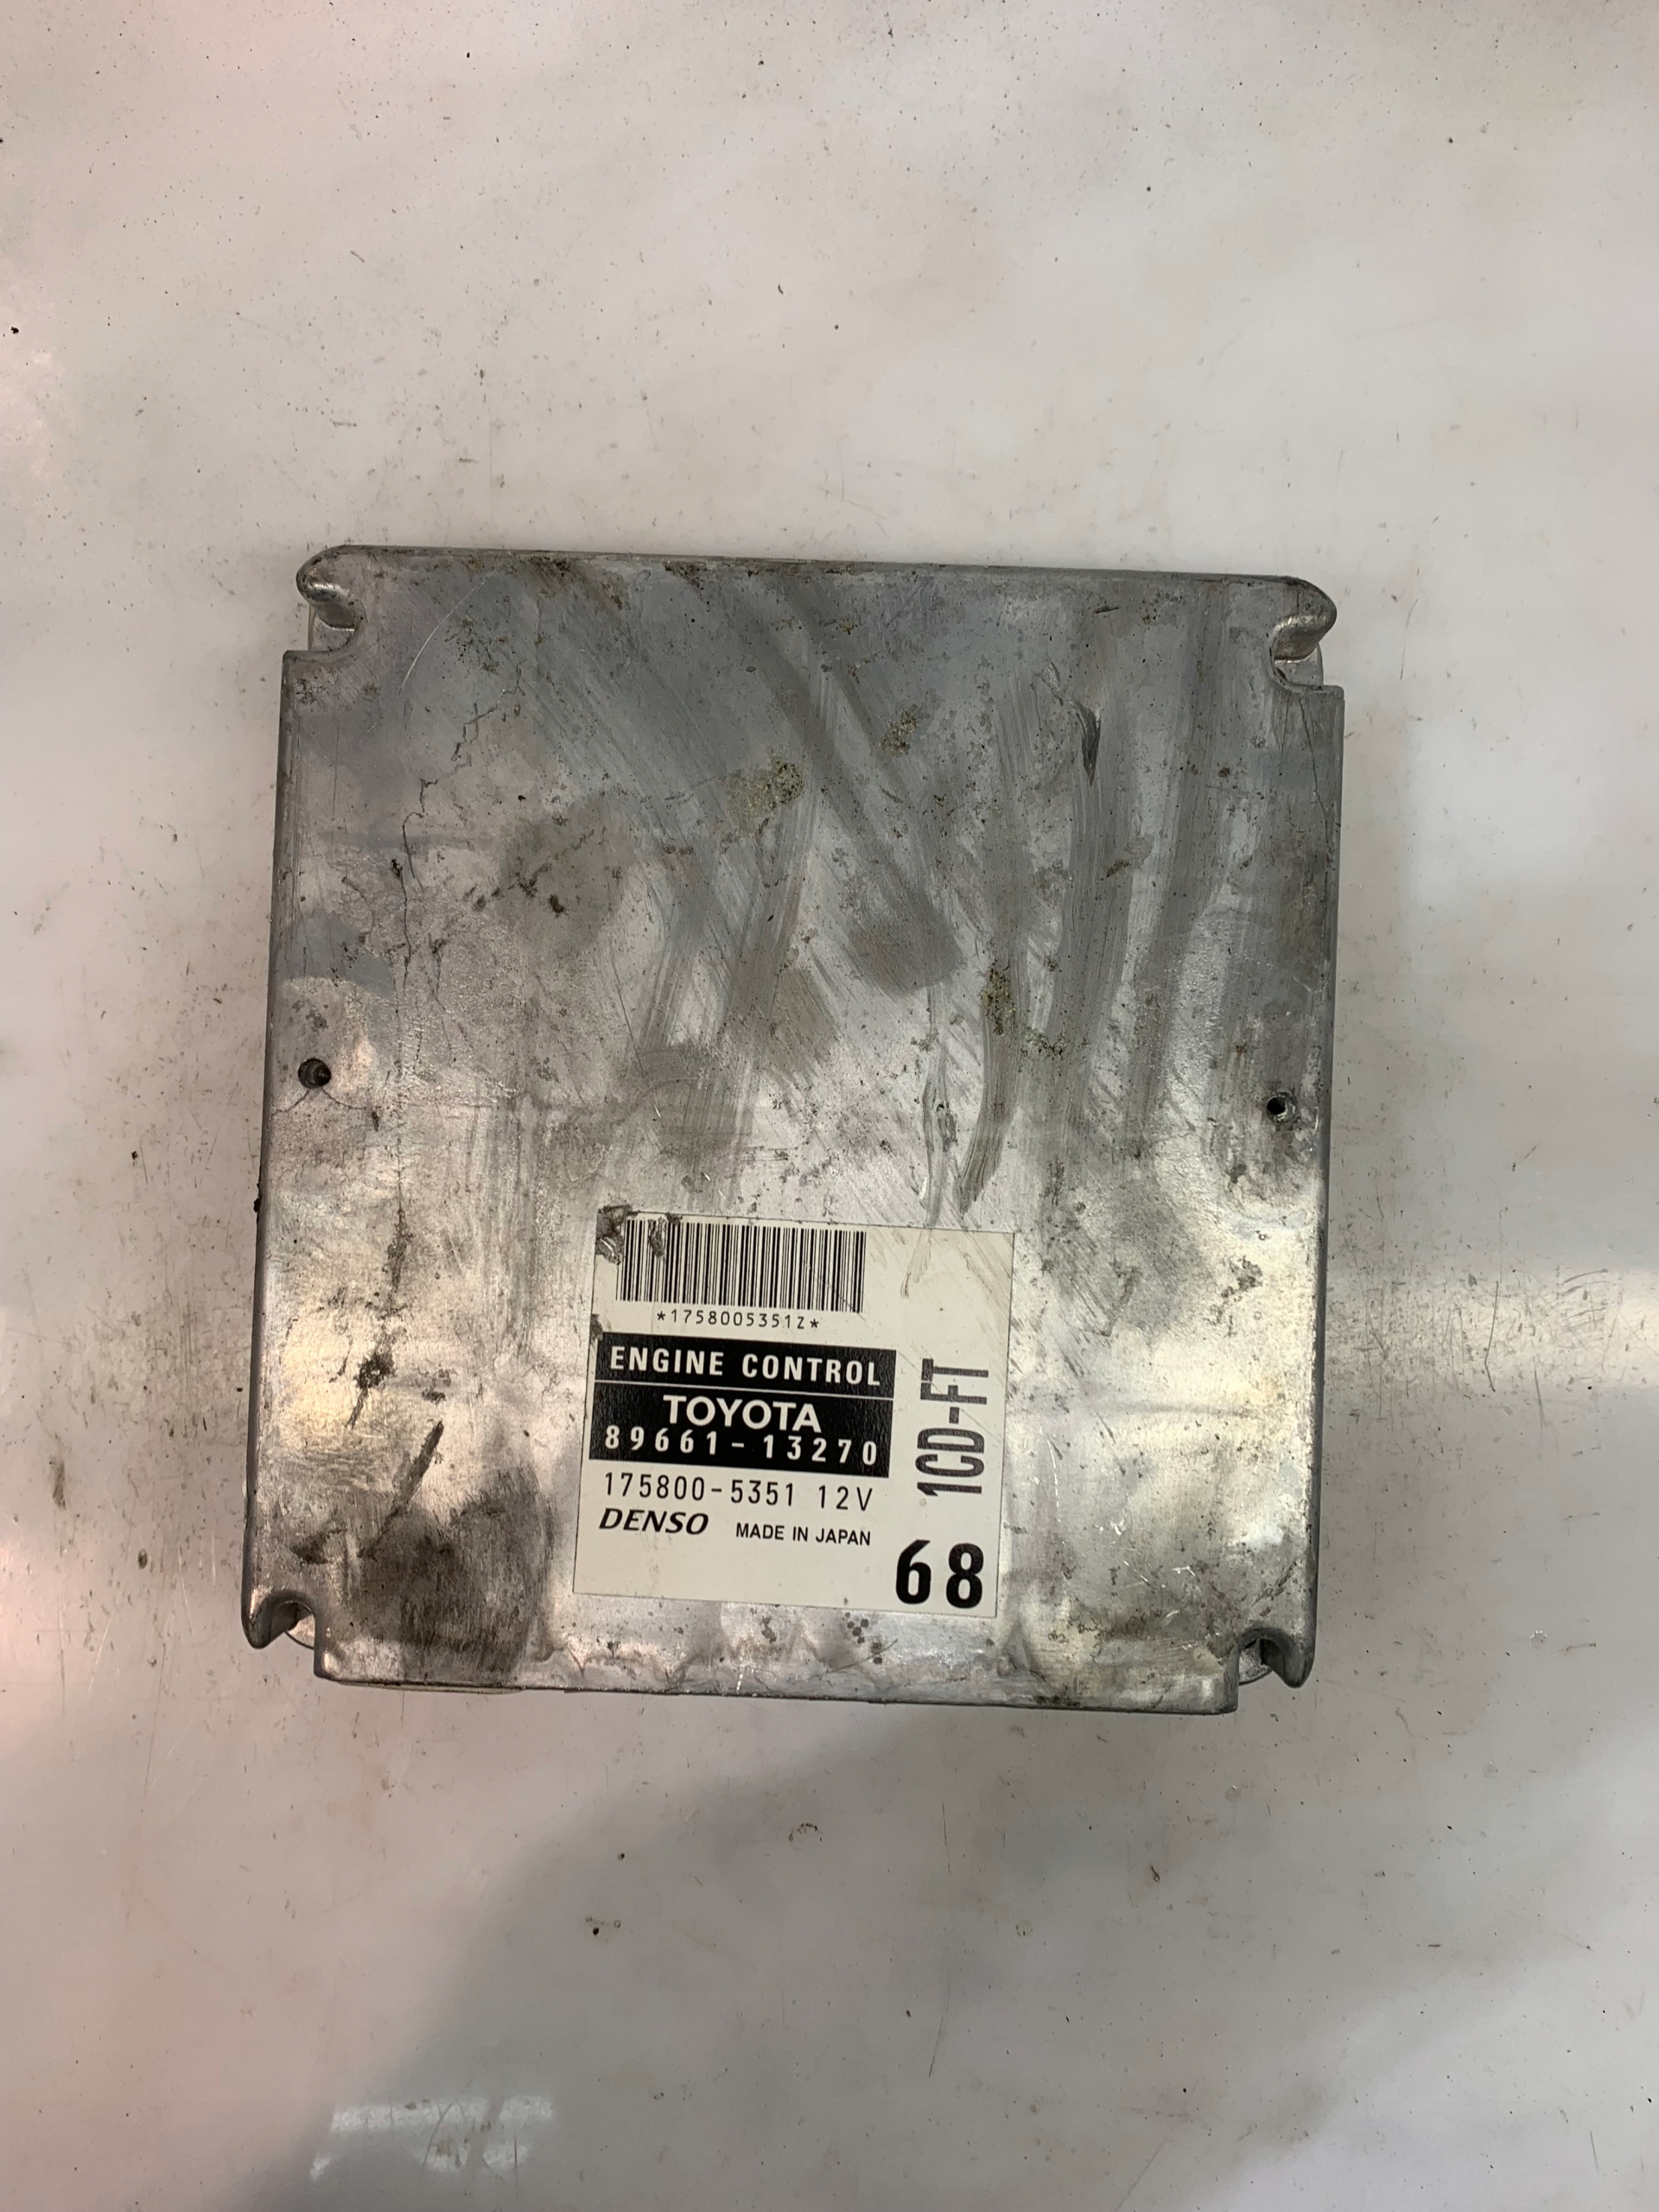 *1758005351Z*
ENGINE CONTROL
TOYOTA
89661-13270
175800-5351 12V
DENSO MADE IN JAPAN
1CD-FT
68